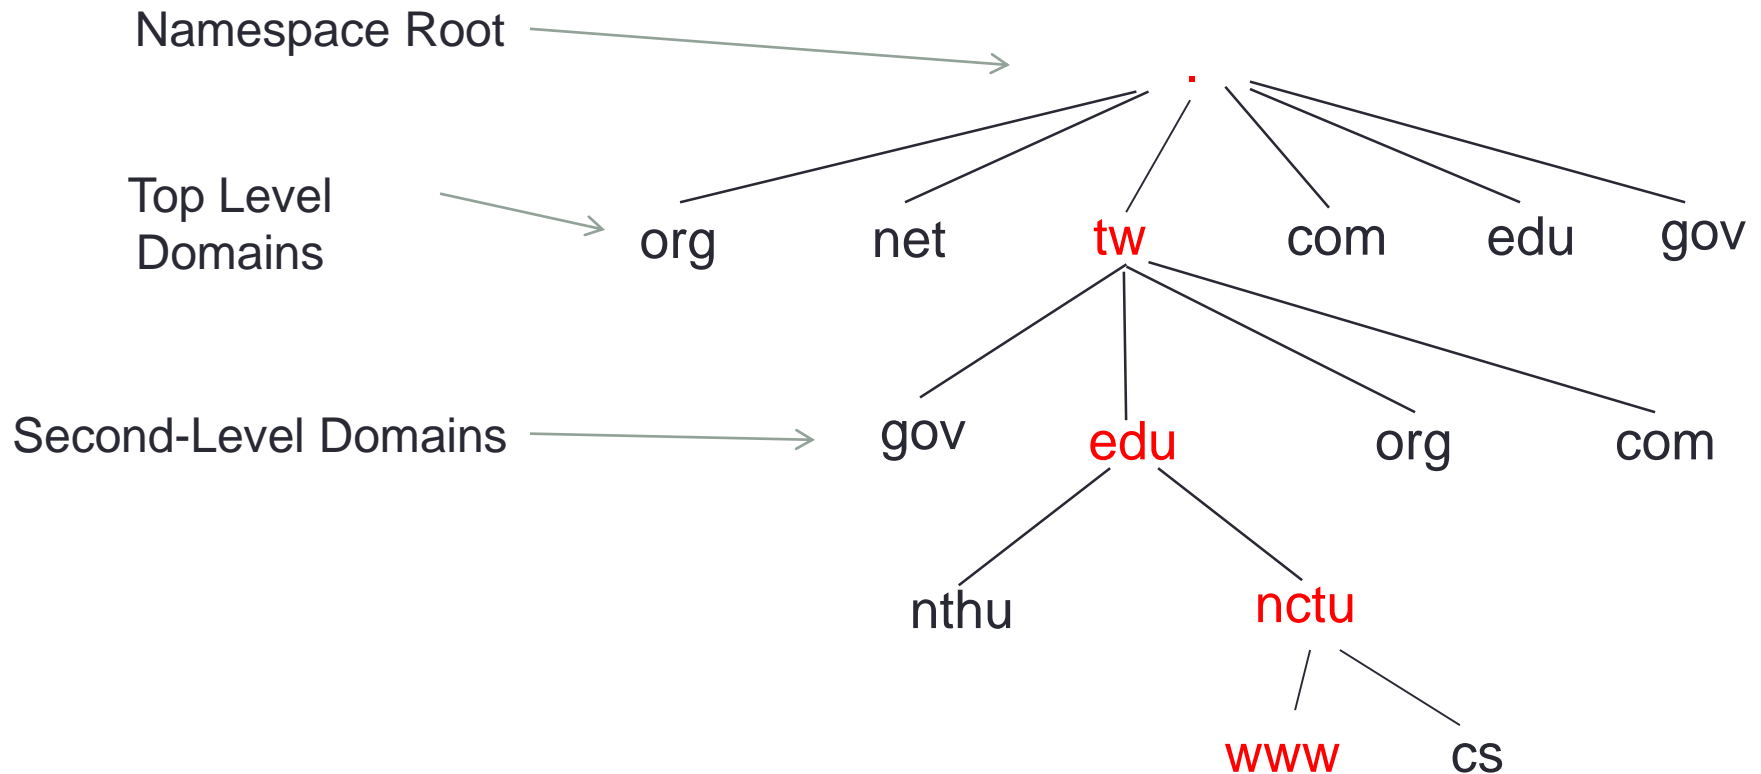 Namespace Root
.
Top Level
Domains
org net tw com edu gov
Second-Level Domains
gov edu org com
nthu nctu
www cs